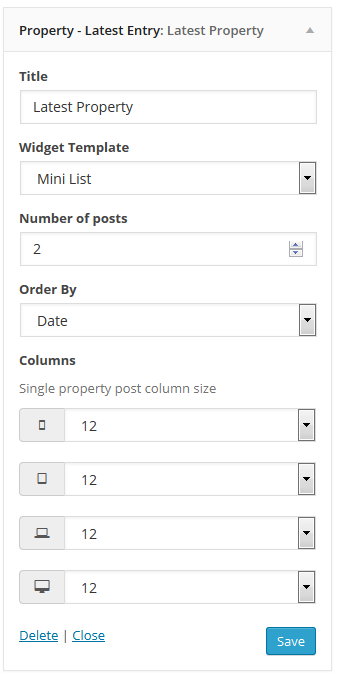 Property - Latest Entry: Latest Property
Title
Latest Property
Widget Template
Mini List
Number of posts
2
Order By
Date
Columns
Single property post column size
12
12
12
12
Delete | Close
Save